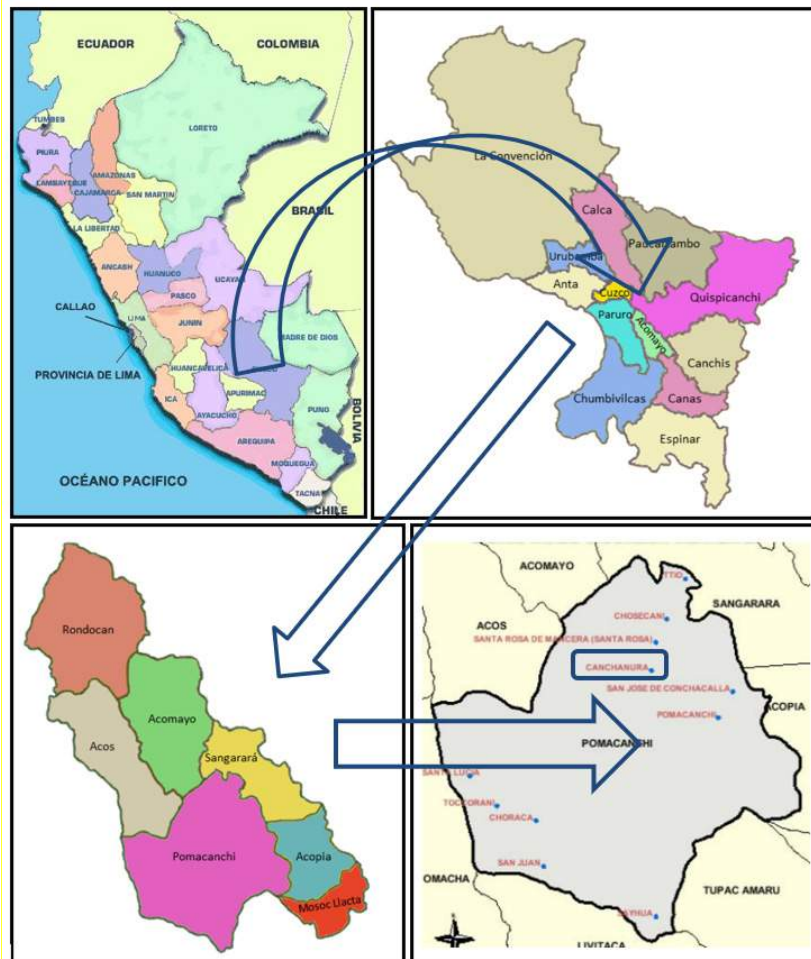 ECUADOR
COLOMBIA
TUMBES
PIURA
LORETO
AMAZONAS
LAMBAYEQUE
CAJAMARCA
SAN MARTIN
BRASIL
LA LIBERTAD
ANCASH
HUANUCO
UCAYALI
PASCO
CALLAO
LIMA
JUNIN
MADRE DE DIOS
PROVINCIA DE LIMA
HUANCAVELICA
APURIMAC
ICA
AYACUCHO
PUNO
BOLIVIA
AREQUIPA
MOQUEGUA
OCÉANO PACIFICO
TACNA
CHILE
La Convención
Calca
Paucartambo
Urubamba
Anta
Cuzco
Quispicanchi
Paruro
Acomayo
Canchis
Chumbivilcas
Canas
Espinar
Rondocan
Acomayo
Acos
Sangarará
Pomacanchi
Acopia
Mosoc Llacta
ACOMAYO
TTIO
SANGARARA
CHOSECANI
ACOS
SANTA ROSA DE MANCERA (SANTA ROSA)
CANCHANURA
SAN JOSE DE CONCHACALLA
ACOPIA
POMACANCHI
POMACANCHI
SANTA LUCIA
TOCCORANI
CHORACA
SAN JUAN
OMACHA
TUPAC AMARU
SAYHUA
LIVITACA